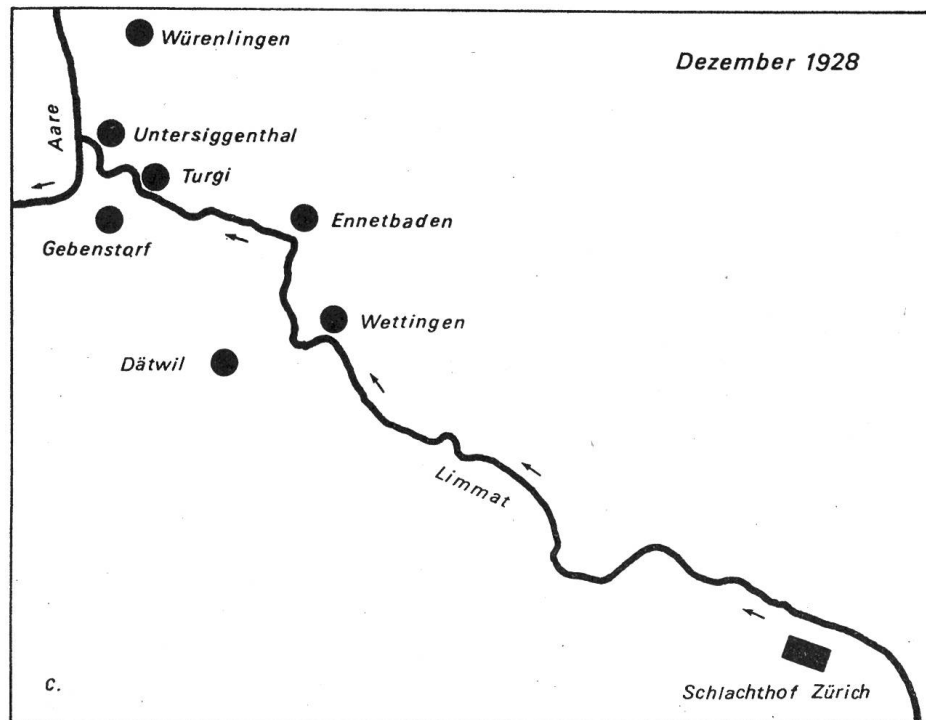 Würenlingen
Dezember 1928
Aare
Untersiggenthal
Turgi
Ennetbaden
Gebenstorf
Wettingen
Dätwil
Limmat
Schlachthof Zürich
c.